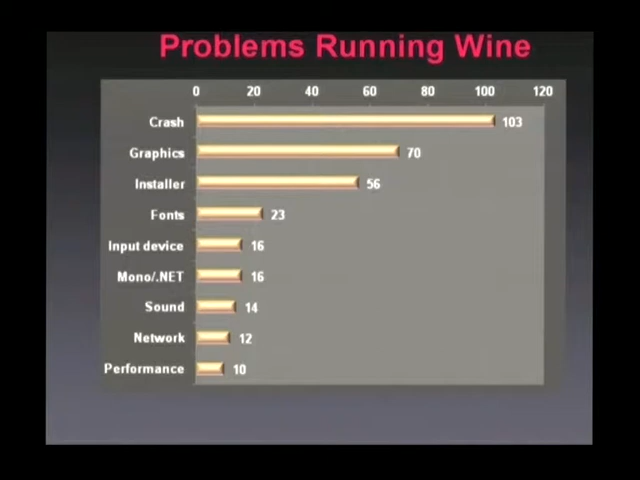 Problems Running Wine
0 20 40 60 80 100 120
Crash 103
Graphics 70
Installer 56
Fonts 23
Input device 16
Mono/.NET 16
Sound 14
Network 12
Performance 10